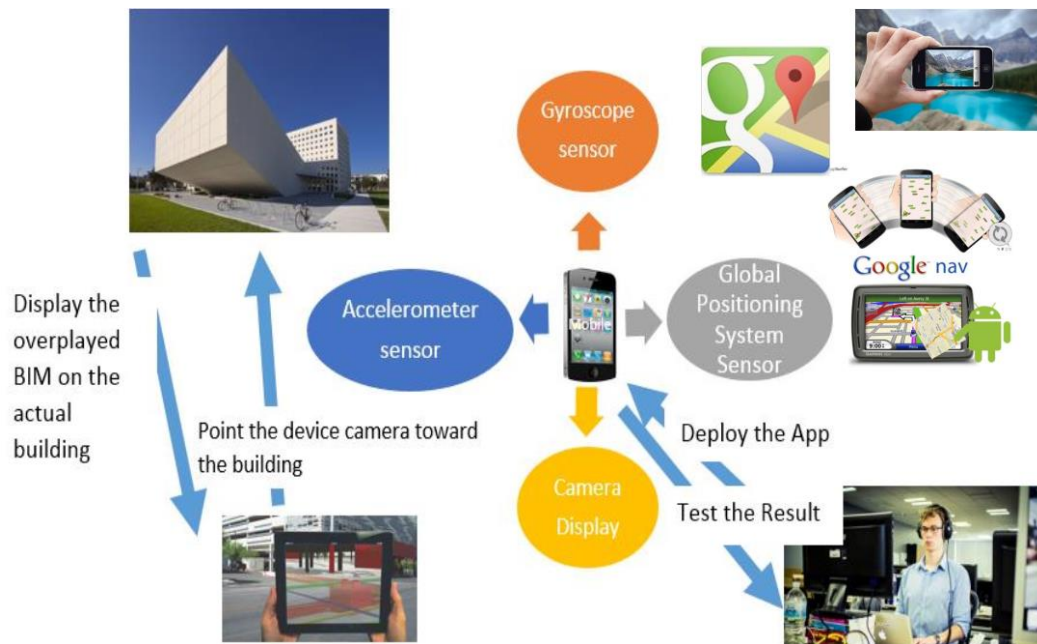 Gyroscope
sensor
Google nav
Display the
overplayed
BIM on the
actual
building
Accelerometer
sensor
Mobile
Global
Positioning
System
Sensor
Point the device camera toward
the building
Deploy the App
Camera
Display
Test the Result